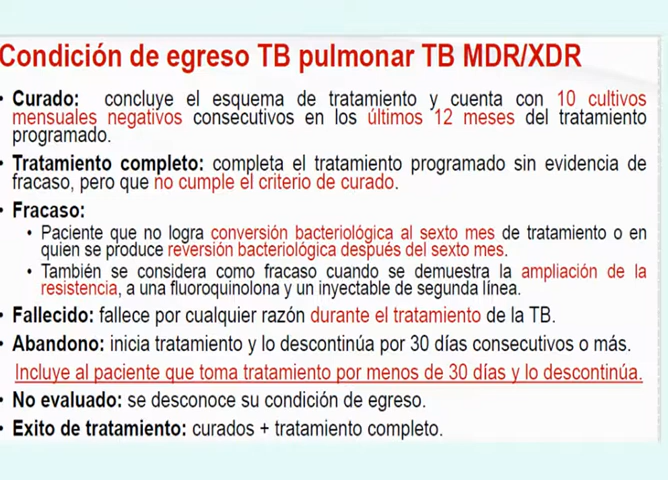 Condición de egreso TB pulmonar TB MDR/XDR
• Curado: concluye el esquema de tratamiento y cuenta con 10 cultivos
mensuales negativos consecutivos en los últimos 12 meses del tratamiento
programado.
• Tratamiento completo: completa el tratamiento programado sin evidencia de
fracaso, pero que no cumple el criterio de curado.
• Fracaso:
• Paciente que no logra conversión bacteriológica al sexto mes de tratamiento o en
quien se produce reversión bacteriológica después del sexto mes.
• También se considera como fracaso cuando se demuestra la ampliación de la
resistencia, a una fluoroquinolona y un inyectable de segunda línea.
• Fallecido: fallece por cualquier razón durante el tratamiento de la TB.
• Abandono: inicia tratamiento y lo descontinúa por 30 días consecutivos o más.
Incluye al paciente que toma tratamiento por menos de 30 días y lo descontinúa.
• No evaluado: se desconoce su condición de egreso.
• Exito de tratamiento: curados + tratamiento completo.